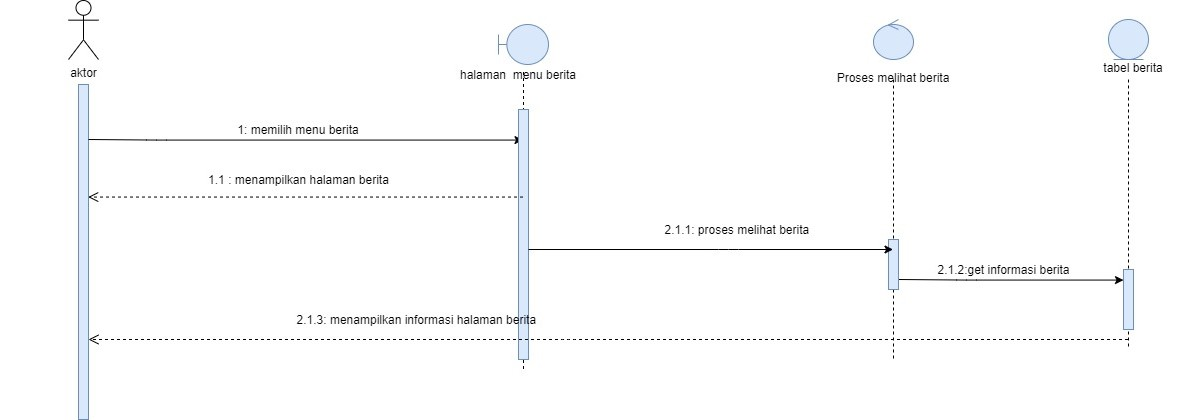 aktor
halaman menu berita
Proses melihat berita
tabel berita
1: memilih menu berita
1.1 : menampilkan halaman berita
2.1.1: proses melihat berita
2.1.2:get informasi berita
2.1.3: menampilkan informasi halaman berita